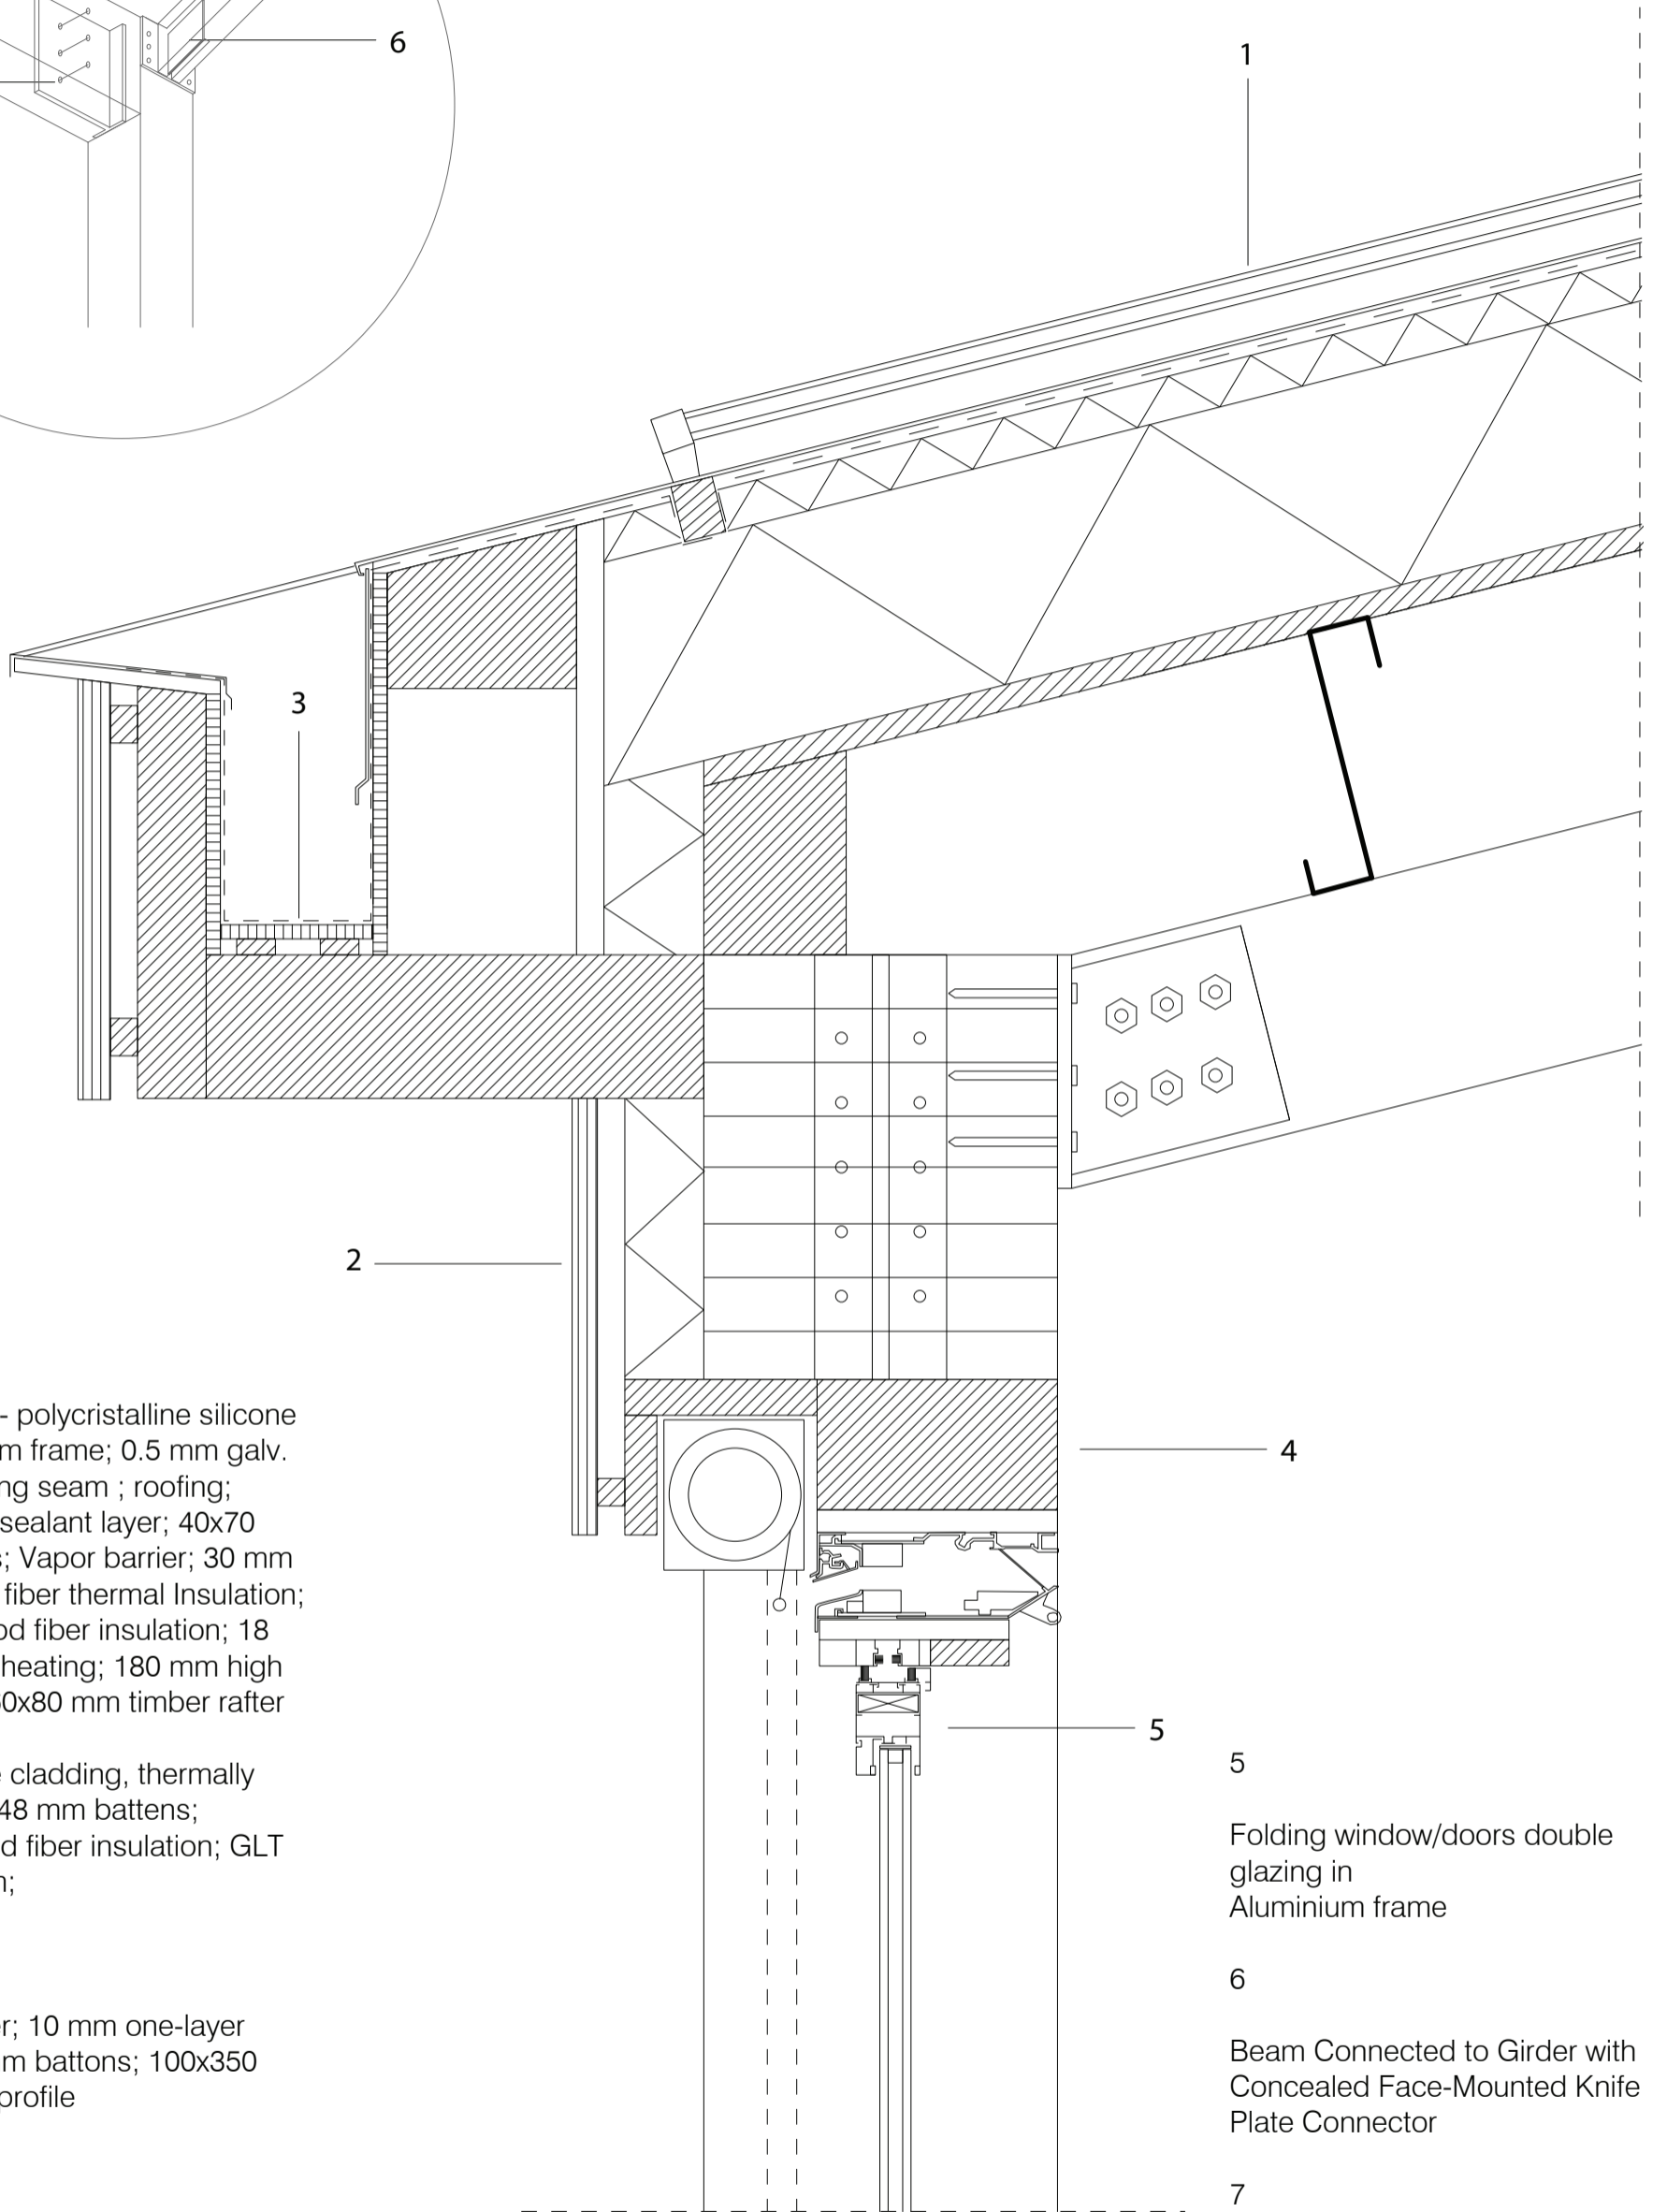 6
1
3
2
4
5
- polycristalline silicone
m frame; 0.5 mm galv.
ng seam ; roofing;
sealant layer; 40x70
; Vapor barrier; 30 mm
fiber thermal Insulation;
od fiber insulation; 18
heating; 180 mm high
0x80 mm timber rafter
cladding, thermally
48 mm battens;
d fiber insulation; GLT
;
r; 10 mm one-layer
m battons; 100x350
profile
5
Folding window/doors double
glazing in
Aluminium frame
6
Beam Connected to Girder with
Concealed Face-Mounted Knife
Plate Connector
7